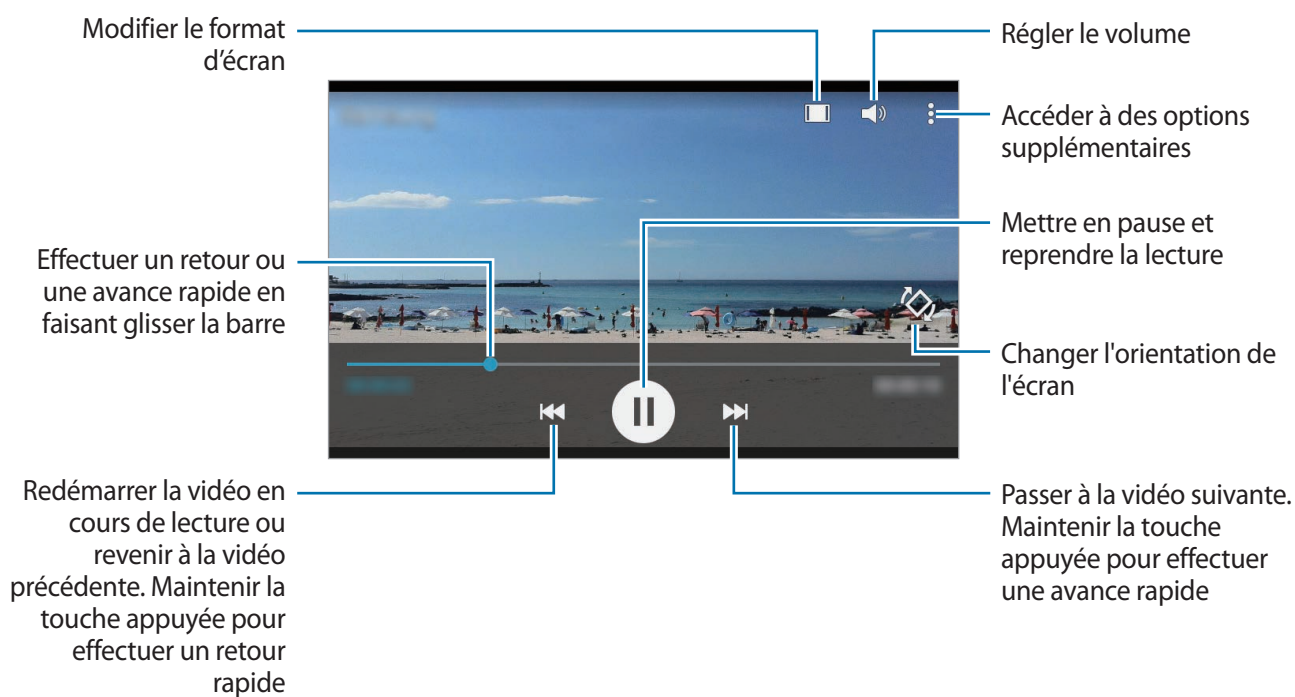 Modifier le format
d'écran
Régler le volume
Accéder à des options
supplémentaires
Mettre en pause et
reprendre la lecture
Effectuer un retour ou
une avance rapide en
faisant glisser la barre
Changer l'orientation de
l'écran
Redémarrer la vidéo en
cours de lecture ou
revenir à la vidéo
précédente. Maintenir la
touche appuyée pour
effectuer un retour
rapide
Passer à la vidéo suivante.
Maintenir la touche
appuyée pour effectuer
une avance rapide